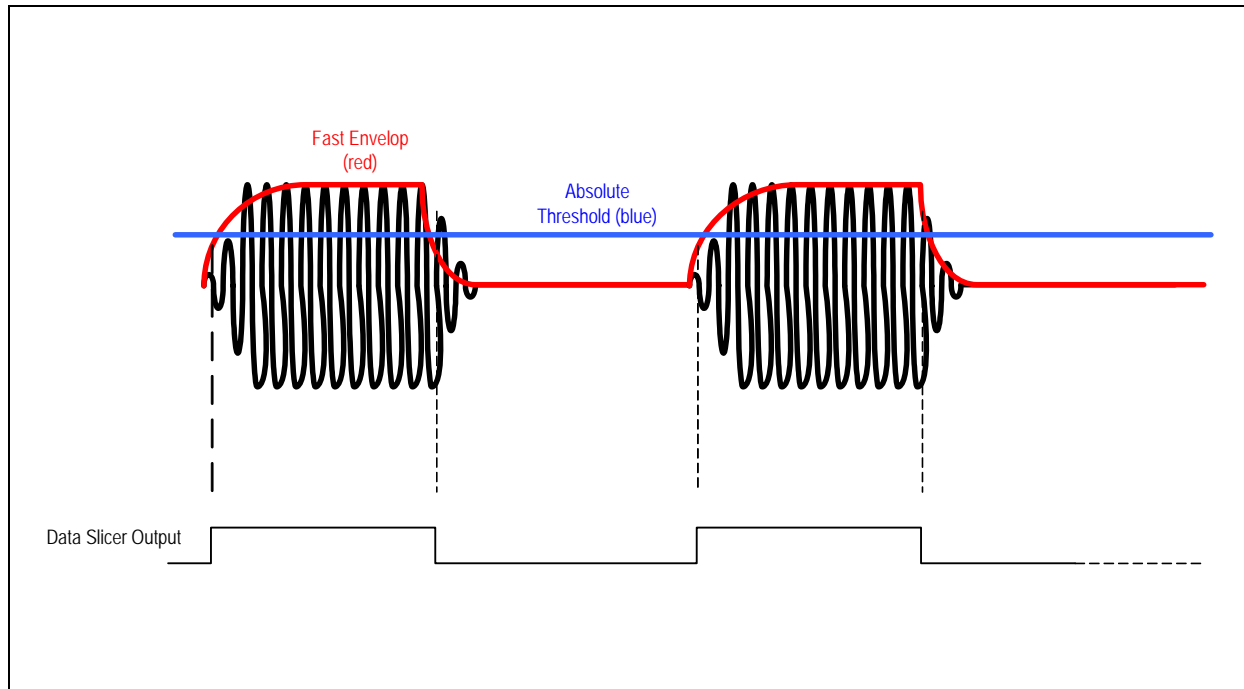 Fast Envelop
(red)
Absolute
Threshold (blue)
Data Slicer Output